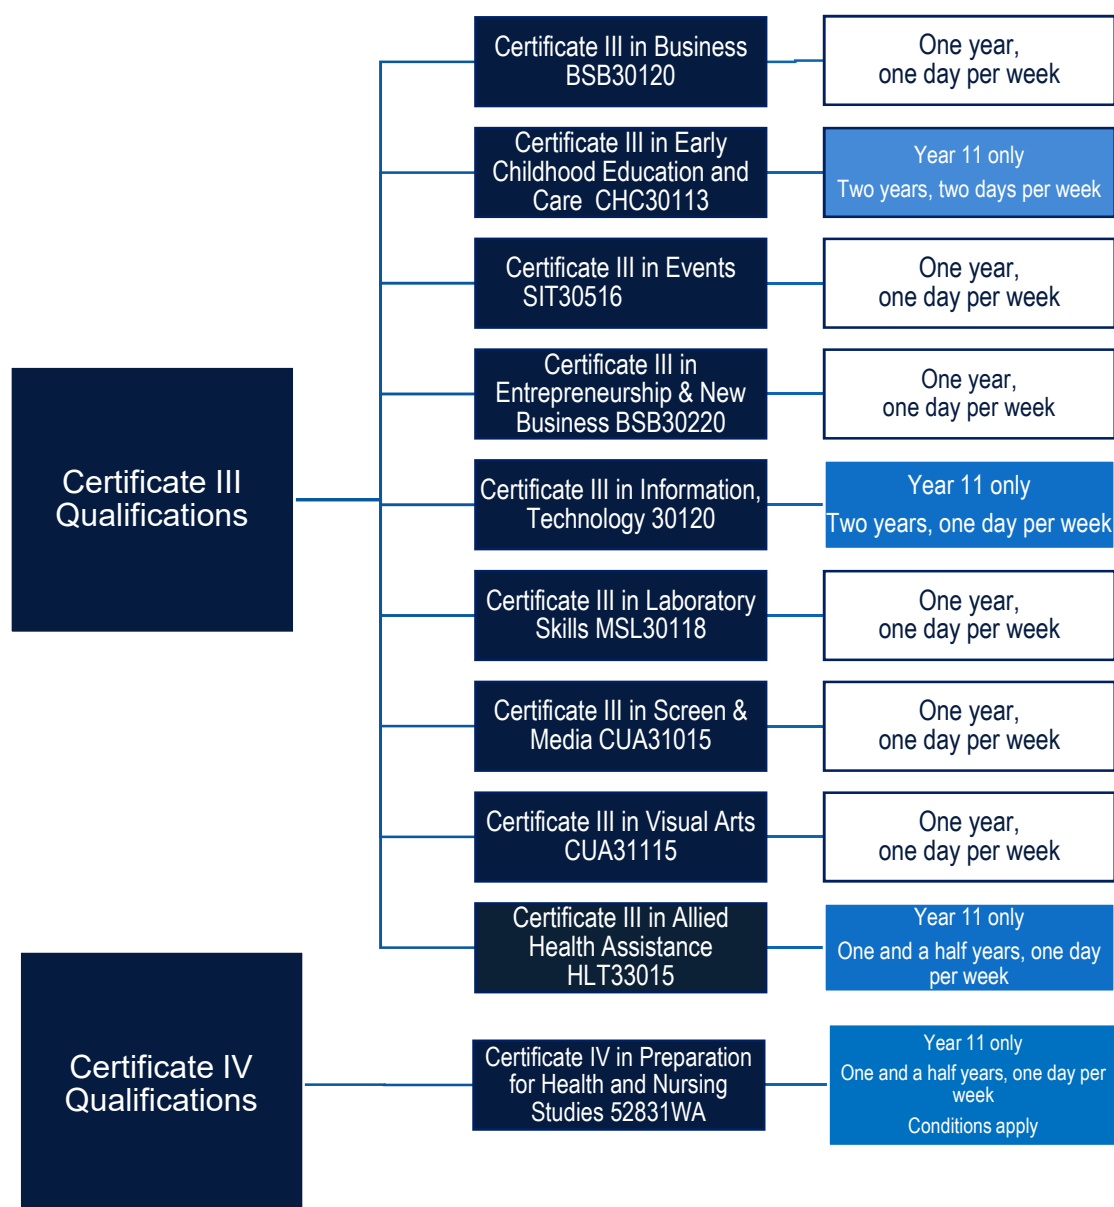 Certificate III
Qualifications
Certificate III in Business
BSB30120
One year,
one day per week
Certificate III in Early
Childhood Education and
Care CHC30113
Year 11 only
Two years, two days per week
Certificate III in Events
SIT30516
One year,
one day per week
Certificate III in
Entrepreneurship & New
Business BSB30220
One year,
one day per week
Certificate III in Information,
Technology 30120
Year 11 only
Two years, one day per week
Certificate III in Laboratory
Skills MSL30118
One year,
one day per week
Certificate III in Screen &
Media CUA31015
One year,
one day per week
Certificate III in Visual Arts
CUA31115
One year,
one day per week
Certificate III in Allied
Health Assistance
HLT33015
Year 11 only
One and a half years, one day
per week
Certificate IV
Qualifications
Certificate IV in Preparation
for Health and Nursing
Studies 52831WA
Year 11 only
One and a half years, one day per
week
Conditions apply